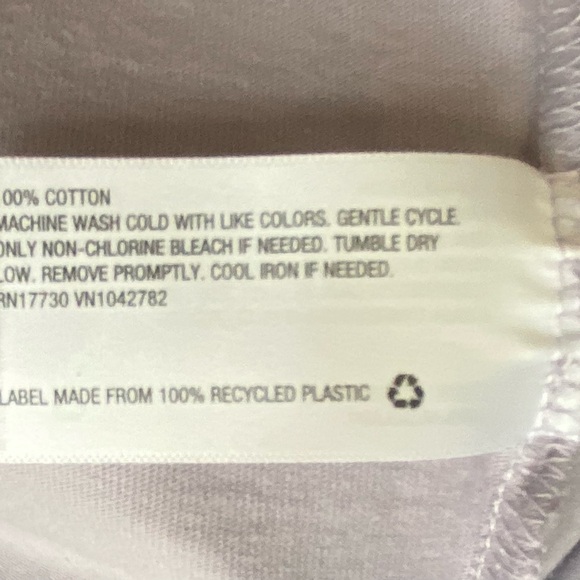 00% COTTON
MACHINE WASH COLD WITH LIKE COLORS. GENTLE CYCLE.
ONLY NON-CHLORINE BLEACH IF NEEDED. TUMBLE DRY
LOW. REMOVE PROMPTLY. COOL IRON IF NEEDED.
RN17730 VN1042782
LABEL MADE FROM 100% RECYCLED PLASTIC